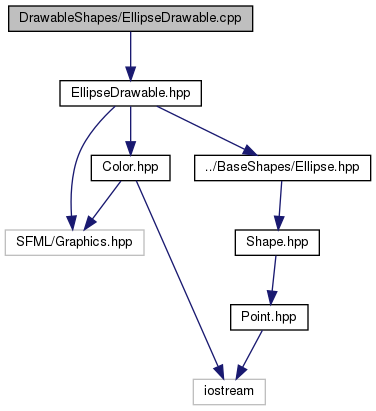 DrawableShapes/EllipseDrawable.cpp
EllipseDrawable.hpp
Color.hpp
../BaseShapes/Ellipse.hpp
SFML/Graphics.hpp
Shape.hpp
Point.hpp
iostream